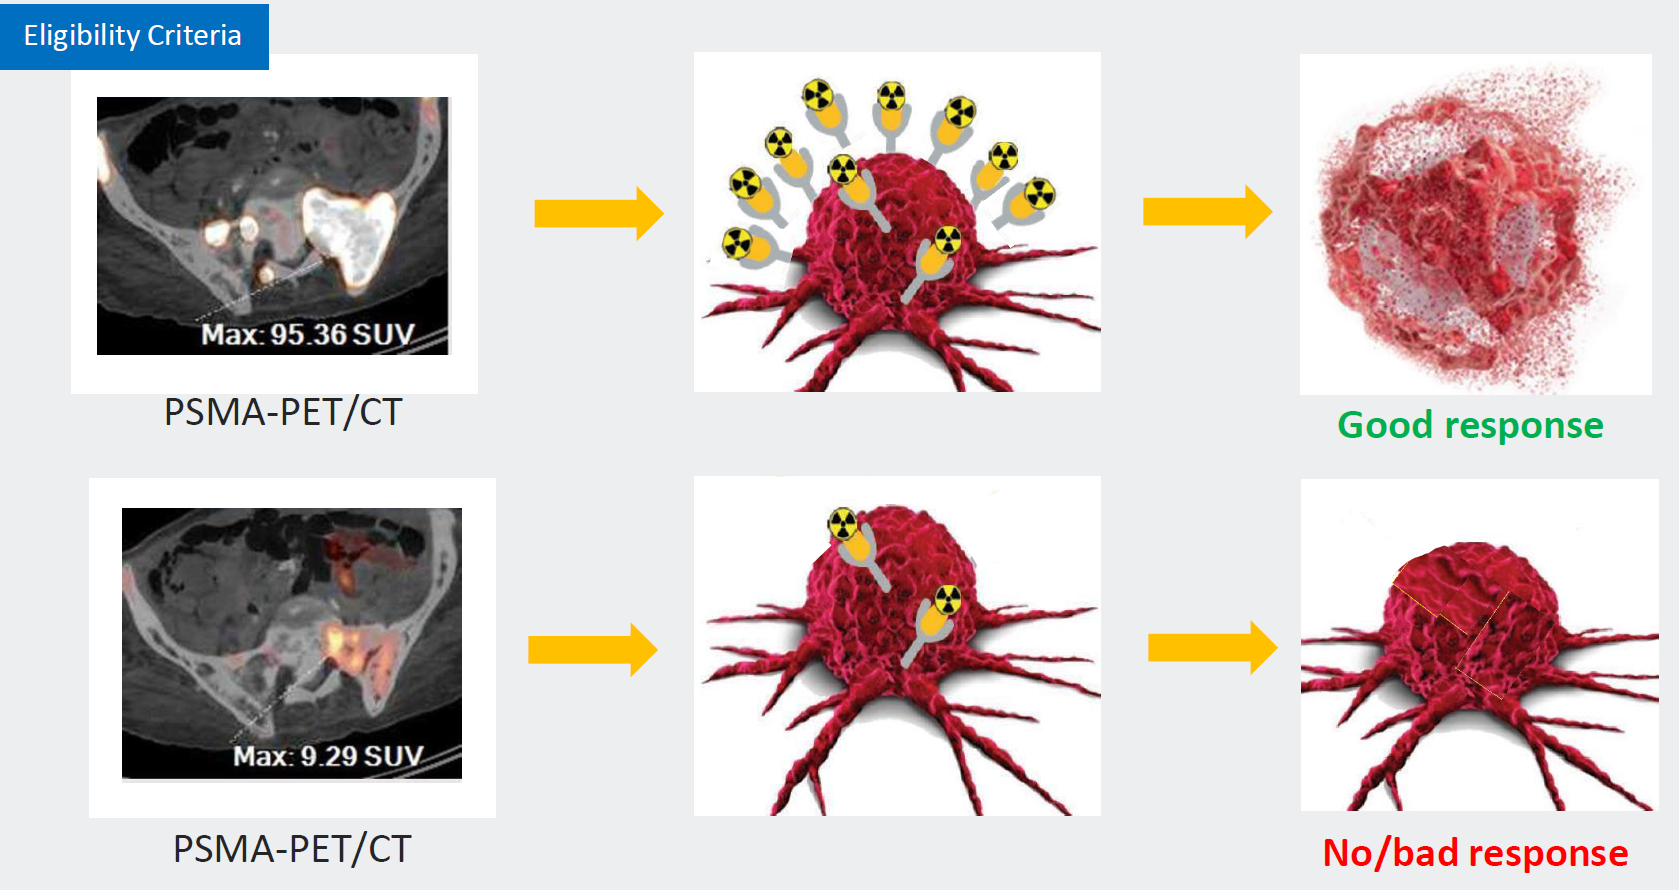 Eligibility Criteria
Max: 95.36 SUV
PSMA-PET/CT
Good response
Max: 9.29 SUV
PSMA-PET/CT
No/bad response